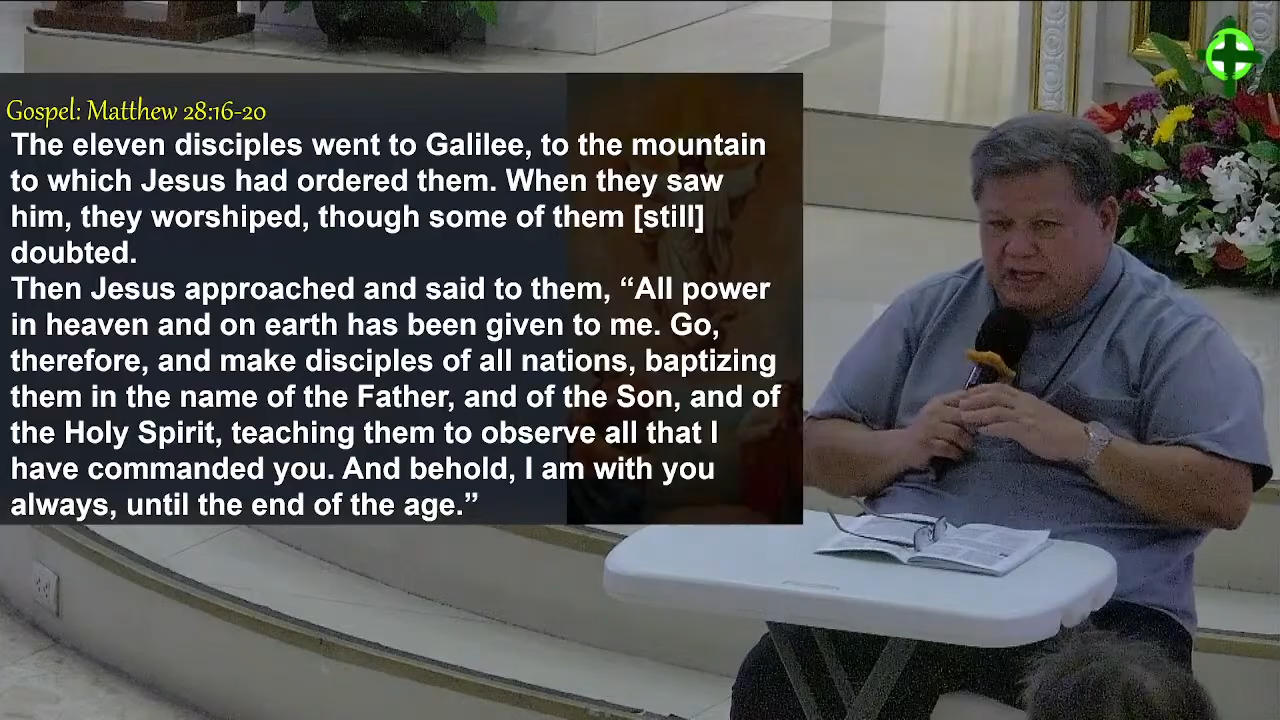 Gospel: Matthew 28:16-20
The eleven disciples went to Galilee, to the mountain
to which Jesus had ordered them. When they saw
him, they worshiped, though some of them [still]
doubted.
Then Jesus approached and said to them, “All power
in heaven and on earth has been given to me. Go,
therefore, and make disciples of all nations, baptizing
them in the name of the Father, and of the Son, and of
the Holy Spirit, teaching them to observe all that I
have commanded you. And behold, I am with you
always, until the end of the age.”